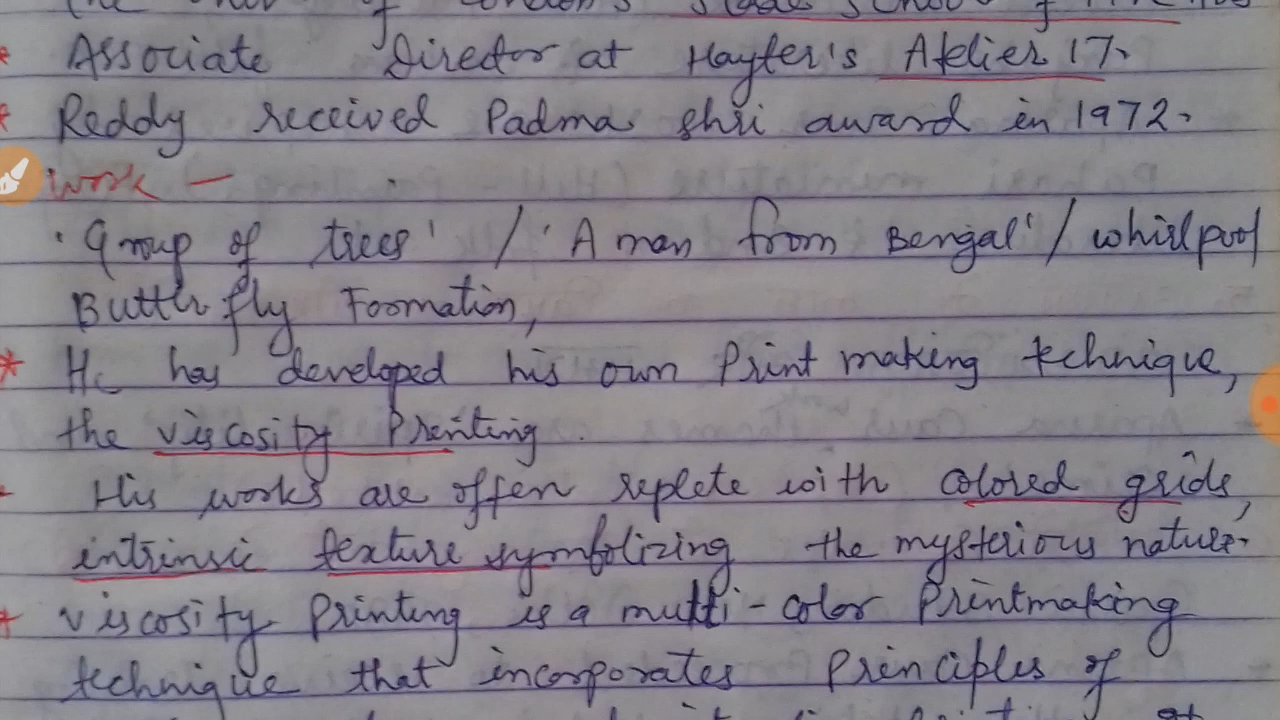 Associate Director at Hayter's Atelier 17.
Reddy received Padma shri award in 1972.
Work -
'Group of trees' / 'A man from Bengal' / whirlpool
Butterfly Formation,
* He has developed his own Print making technique,
the viscosity Printing.
His works are often replete with colored grids,
intrinsic texture symbolizing the mysterious nature.
viscosity Printing is a multi-color Printmaking
technique that incorporates Principles of